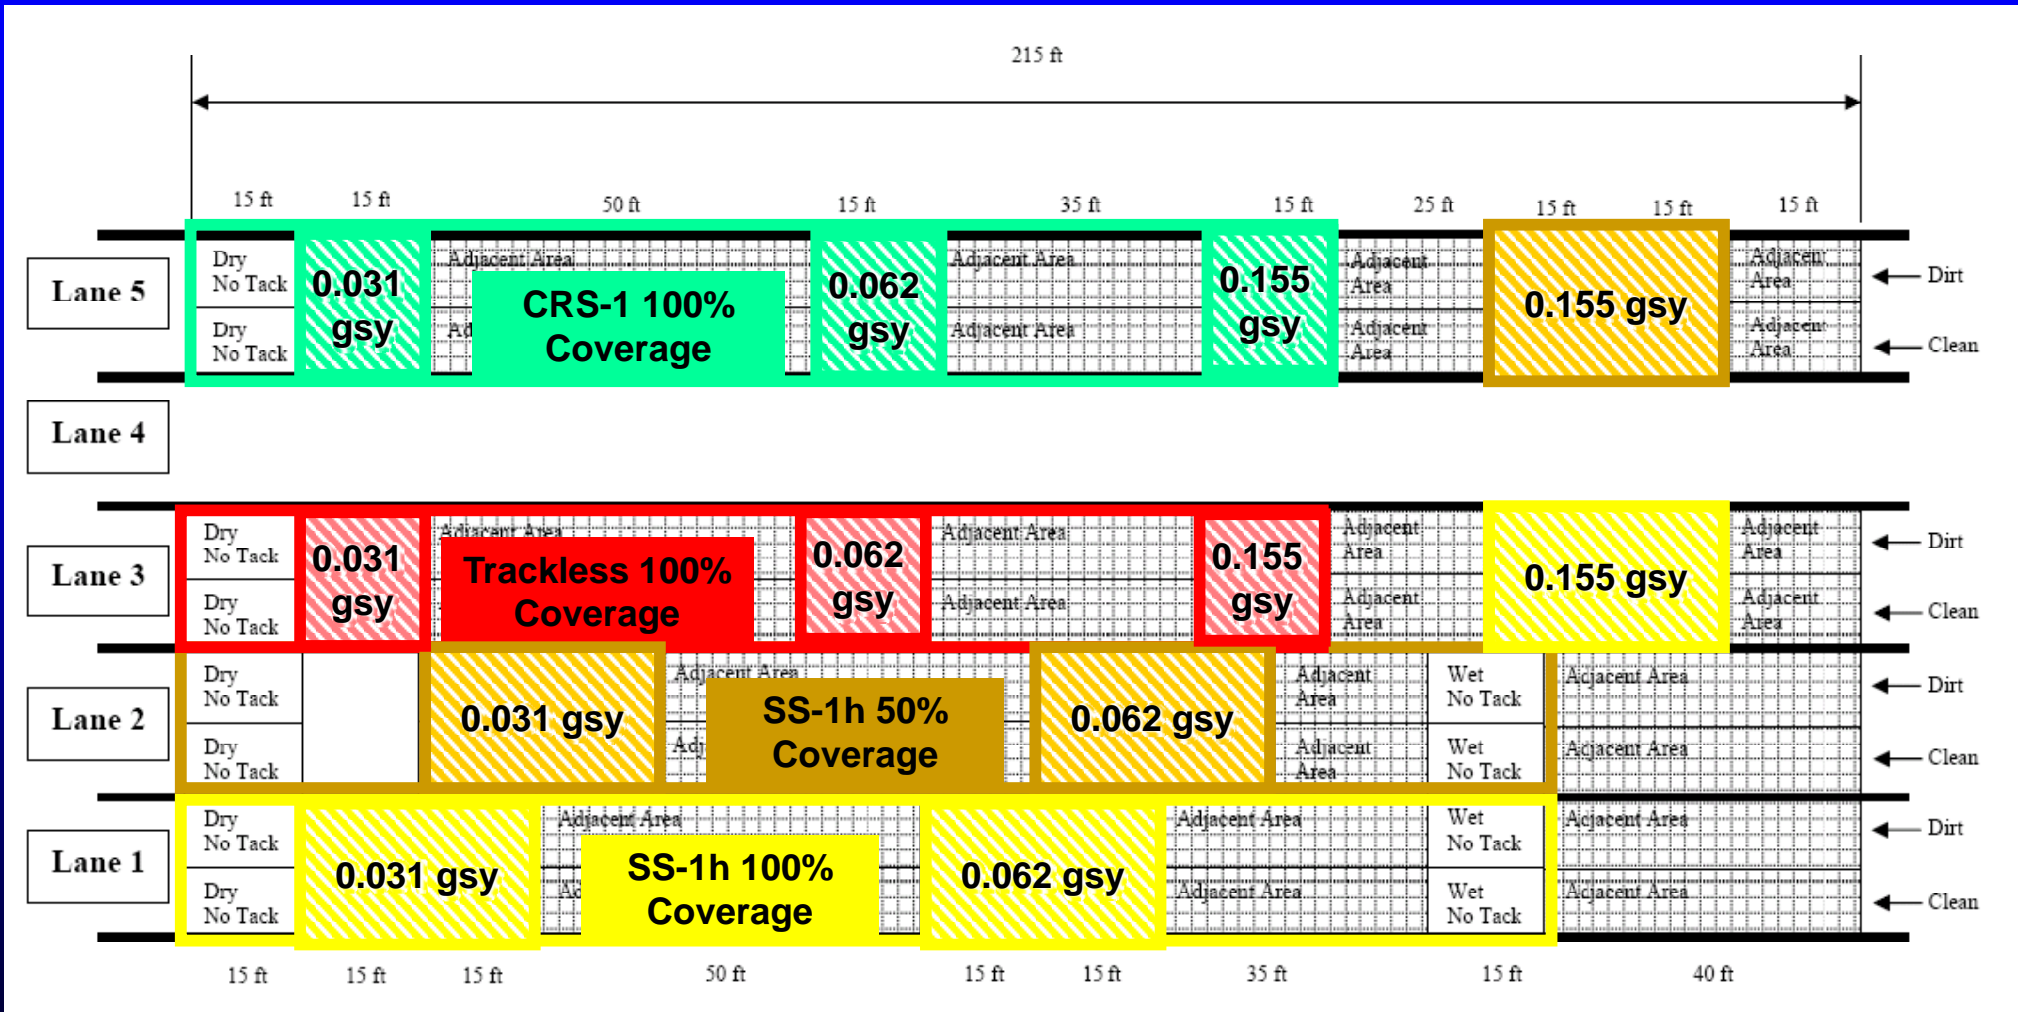 215 ft
15 ft 15 ft 50 ft 15 ft 35 ft 15 ft 25 ft 15 ft 15 ft 15 ft
Lane 5
Dry
No Tack
Dry
No Tack
0.031
gsy
Adjacent Area
Ad
CRS-1 100%
Coverage
0.062
gsy
Adjacent Area
Adjacent Area
0.155
gsy
Adjacent
Area
Adjacent
Area
0.155 gsy
Adjacent
Area
Adjacent
Area
Dirt
Clean
Lane 4
Lane 3
Dry
No Tack
Dry
No Tack
0.031
gsy
Adjacent Area
Trackless 100%
Coverage
0.062
gsy
Adjacent Area
Adjacent Area
0.155
gsy
Adjacent
Area
Adjacent
Area
0.155 gsy
Adjacent
Area
Adjacent
Area
Dirt
Clean
Lane 2
Dry
No Tack
Dry
No Tack
0.031 gsy
Adjacent Area
Adj
SS-1h 50%
Coverage
0.062 gsy
Adjacent
Area
Adjacent
Area
Wet
No Tack
Wet
No Tack
Adjacent Area
Adjacent Area
Dirt
Clean
Lane 1
Dry
No Tack
Dry
No Tack
0.031 gsy
Adjacent Area
Ad
SS-1h 100%
Coverage
0.062 gsy
Adjacent Area
Adjacent Area
Wet
No Tack
Wet
No Tack
Adjacent Area
Adjacent Area
Dirt
Clean
15 ft 15 ft 15 ft 50 ft 15 ft 15 ft 35 ft 15 ft 40 ft